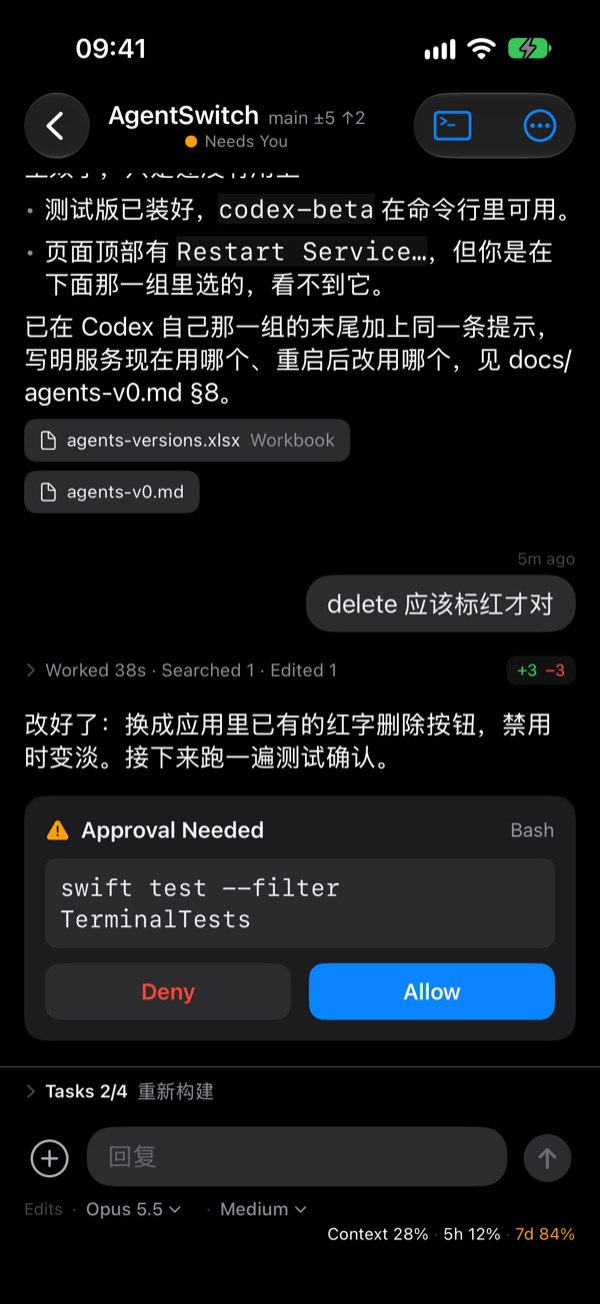 09:41
AgentSwitch main ±5 ↑2
Needs You
• 测试版已装好，codex-beta 在命令行里可用。
• 页面顶部有 Restart Service…，但你是在
下面那一组里选的，看不到它。
已在 Codex 自己那一组的末尾加上同一条提示，
写明服务现在用哪个、重启后改用哪个，见 docs/
agents-v0.md §8。
agents-versions.xlsx Workbook
agents-v0.md
5m ago
delete 应该标红才对
Worked 38s · Searched 1 · Edited 1 +3 −3
改好了：换成应用里已有的红字删除按钮，禁用
时变淡。接下来跑一遍测试确认。
Approval Needed Bash
swift test --filter
TerminalTests
Deny Allow
Tasks 2/4 重新构建
回复
Edits · Opus 5.5 · Medium
Context 28% · 5h 12% · 7d 84%